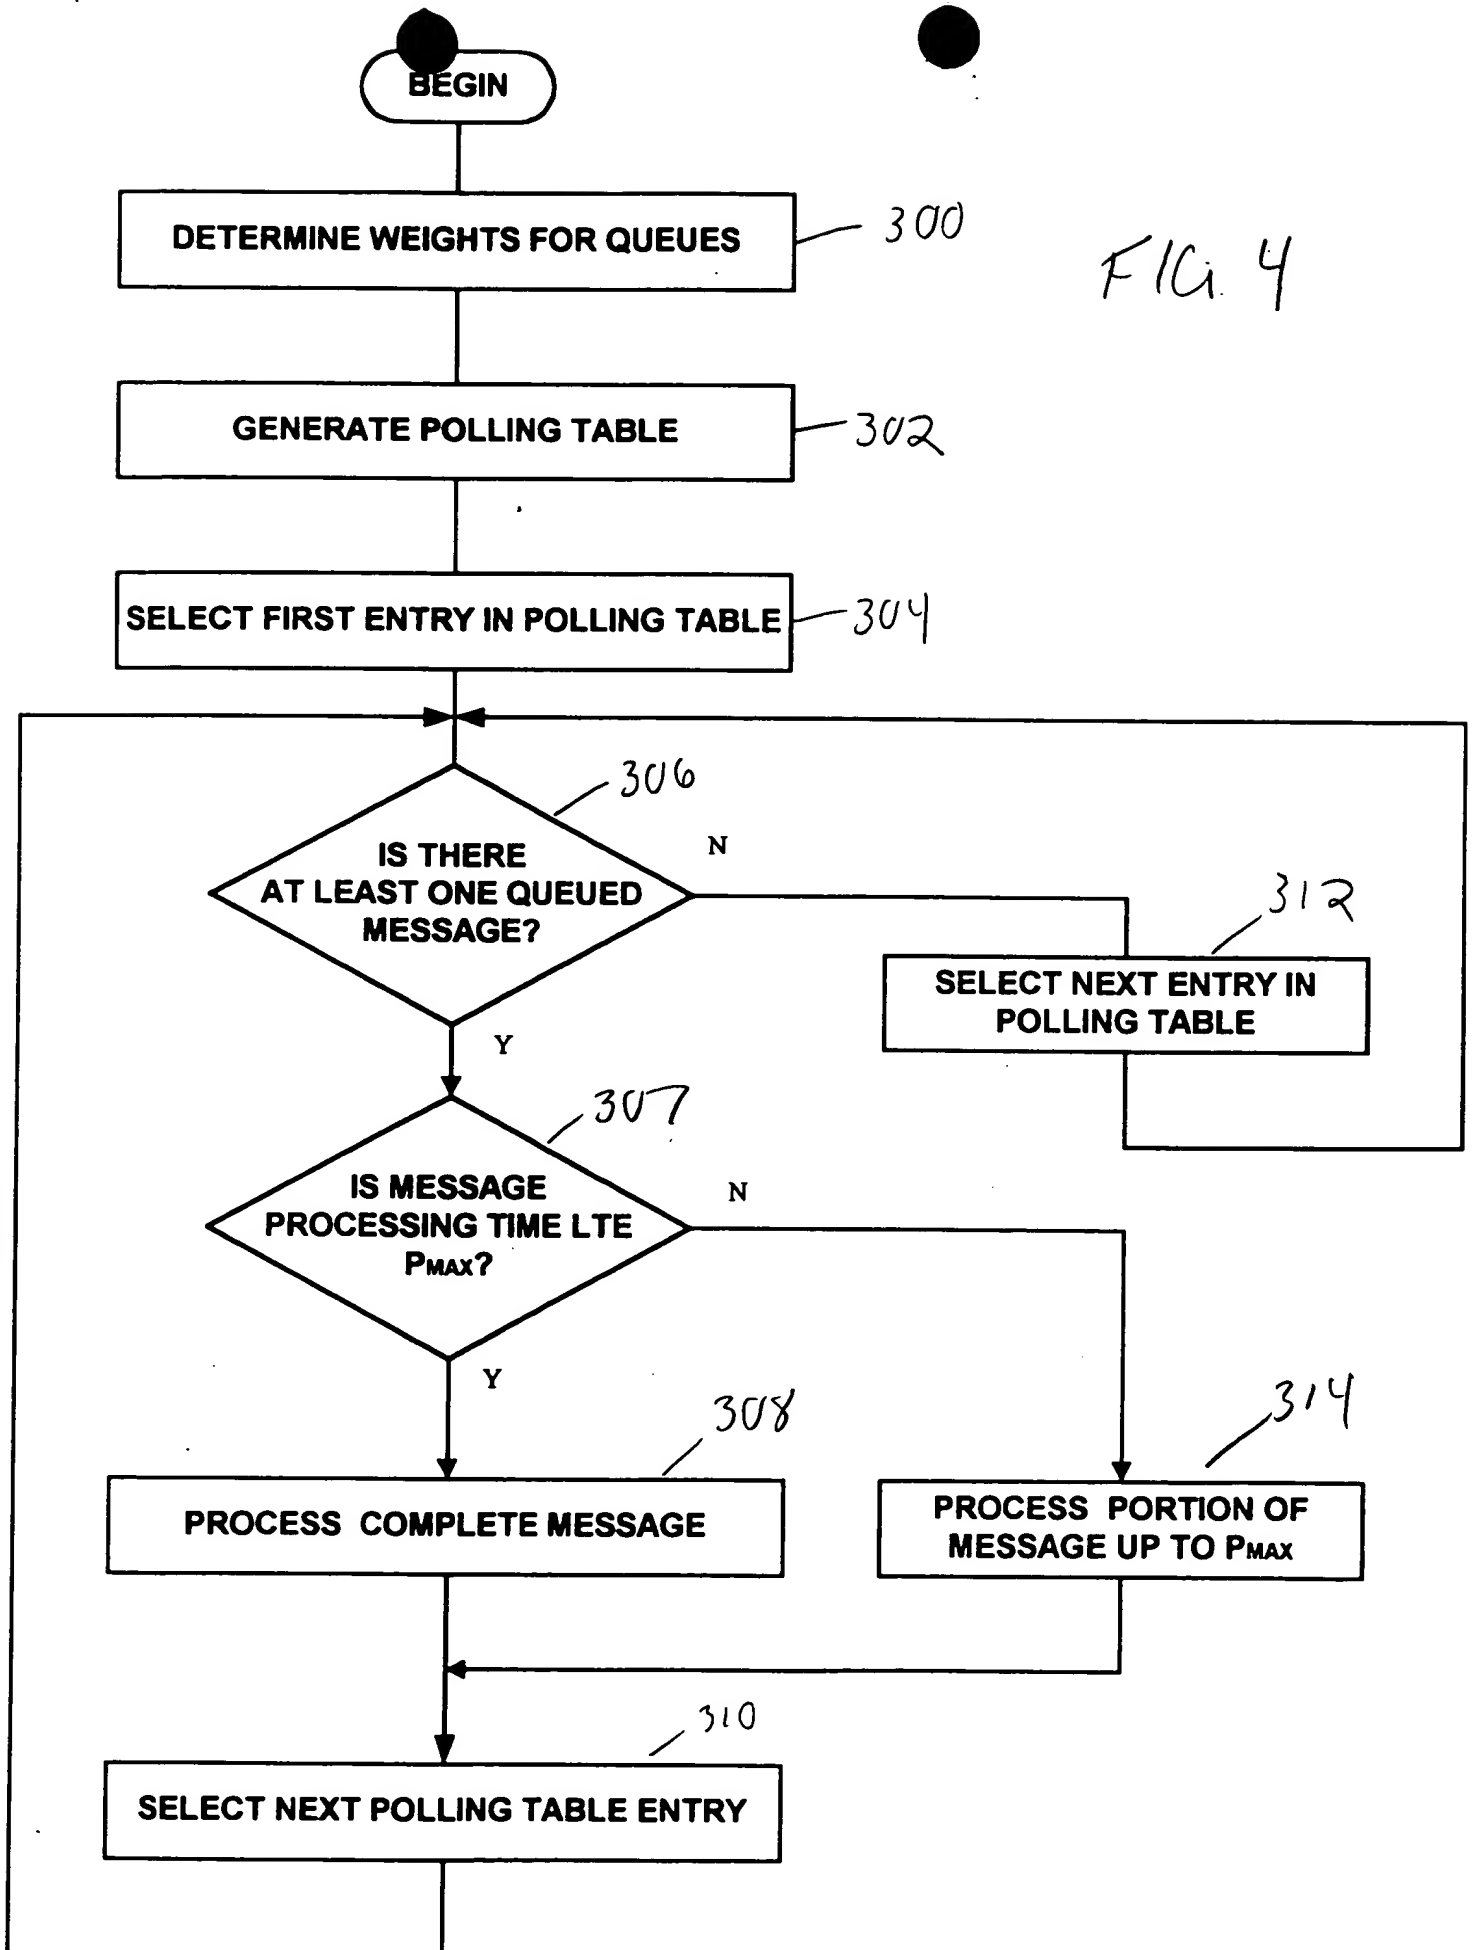 BEGIN
DETERMINE WEIGHTS FOR QUEUES
300
FIG. 4
GENERATE POLLING TABLE
302
SELECT FIRST ENTRY IN POLLING TABLE
304
306
IS THERE
AT LEAST ONE QUEUED
MESSAGE?
N
312
SELECT NEXT ENTRY IN
POLLING TABLE
Y
307
IS MESSAGE
PROCESSING TIME LTE
PMAX?
N
Y
308
314
PROCESS COMPLETE MESSAGE
PROCESS PORTION OF
MESSAGE UP TO PMAX
310
SELECT NEXT POLLING TABLE ENTRY